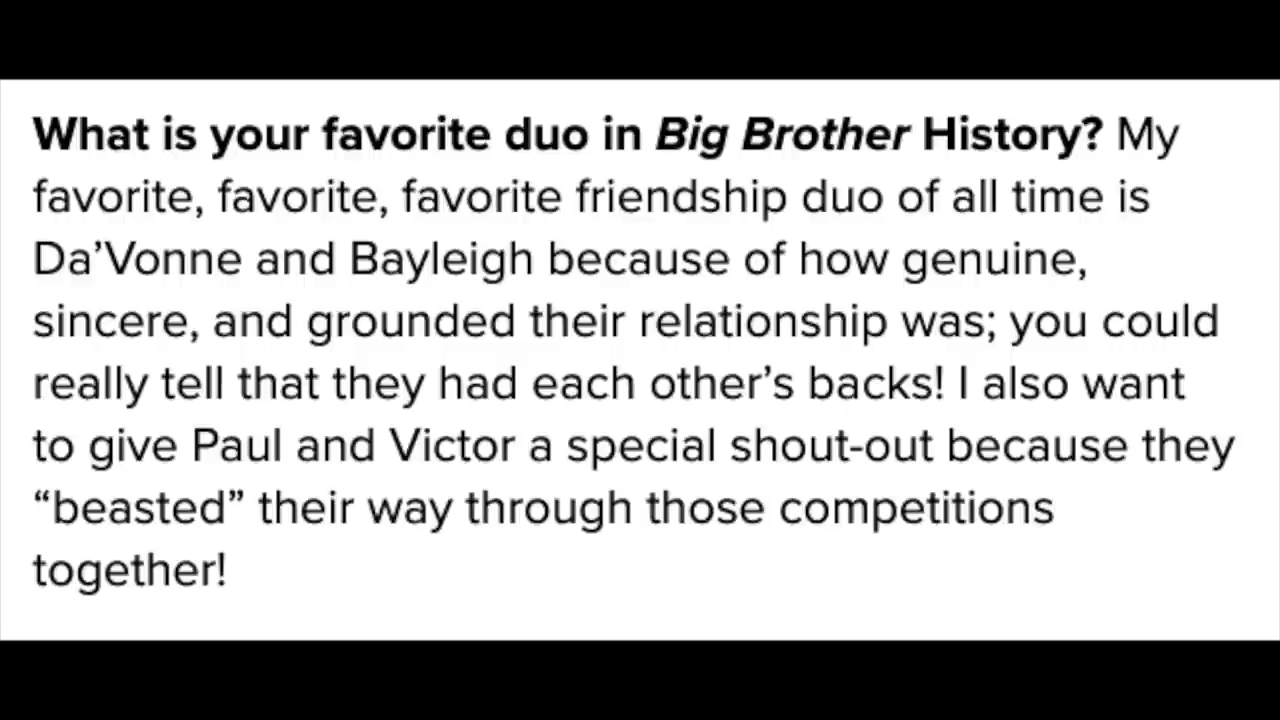 What is your favorite duo in Big Brother History? My
favorite, favorite, favorite friendship duo of all time is
Da’Vonne and Bayleigh because of how genuine,
sincere, and grounded their relationship was; you could
really tell that they had each other’s backs! I also want
to give Paul and Victor a special shout-out because they
“beasted” their way through those competitions
together!